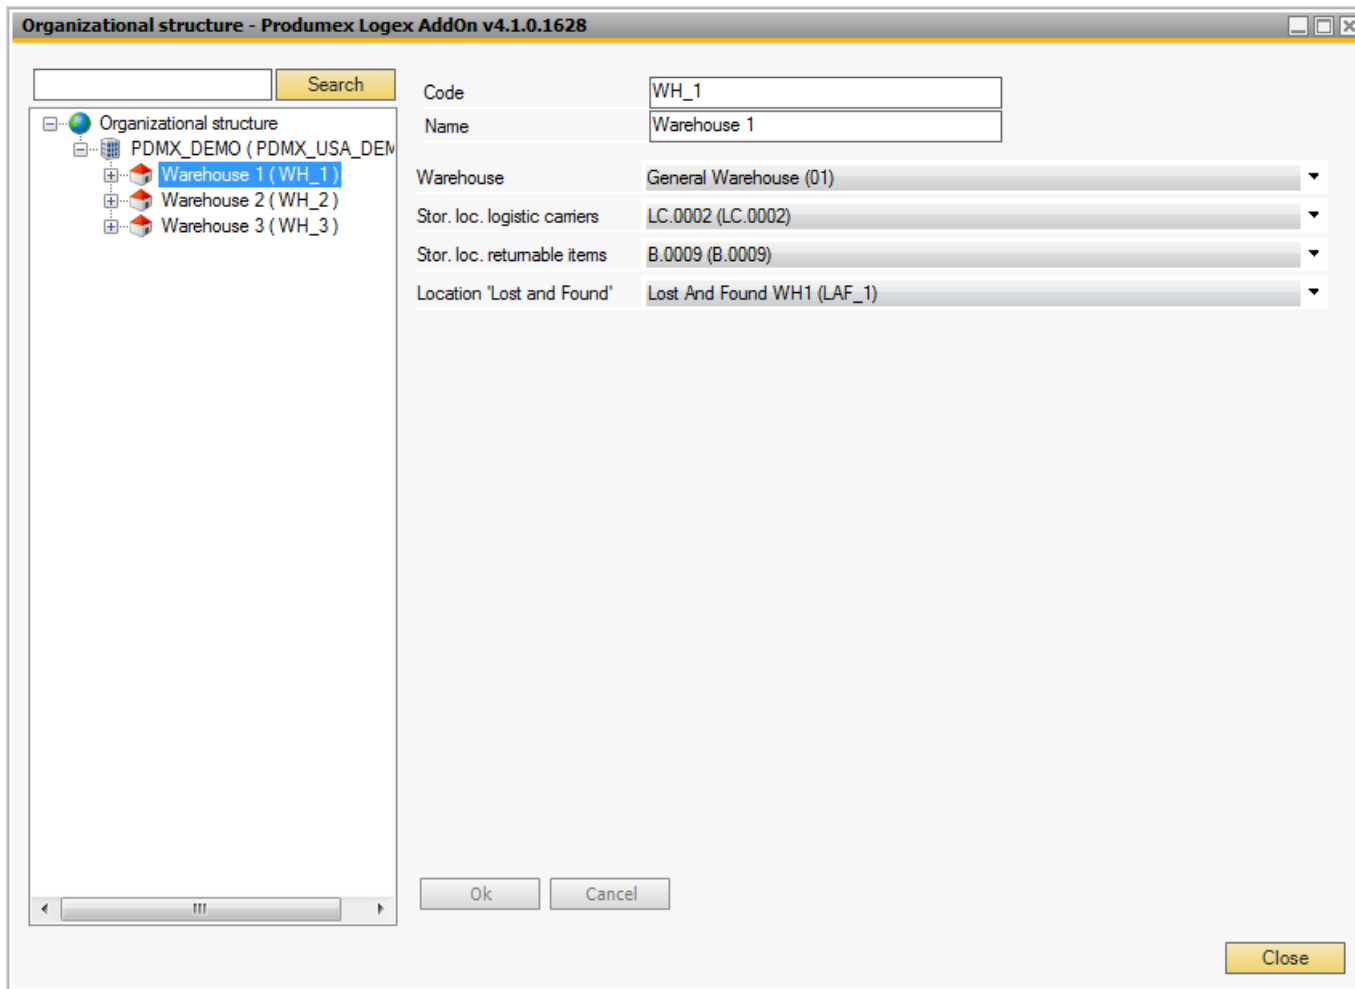 Organizational structure - Produmex Logex AddOn v4.1.0.1628
Search
Organizational structure
PDMX_DEMO ( PDMX_USA_DEM
Warehouse 1 ( WH_1 )
Warehouse 2 ( WH_2 )
Warehouse 3 ( WH_3 )
Code WH_1
Name Warehouse 1
Warehouse General Warehouse (01)
Stor. loc. logistic carriers LC.0002 (LC.0002)
Stor. loc. returnable items B.0009 (B.0009)
Location 'Lost and Found' Lost And Found WH1 (LAF_1)
Ok Cancel
Close